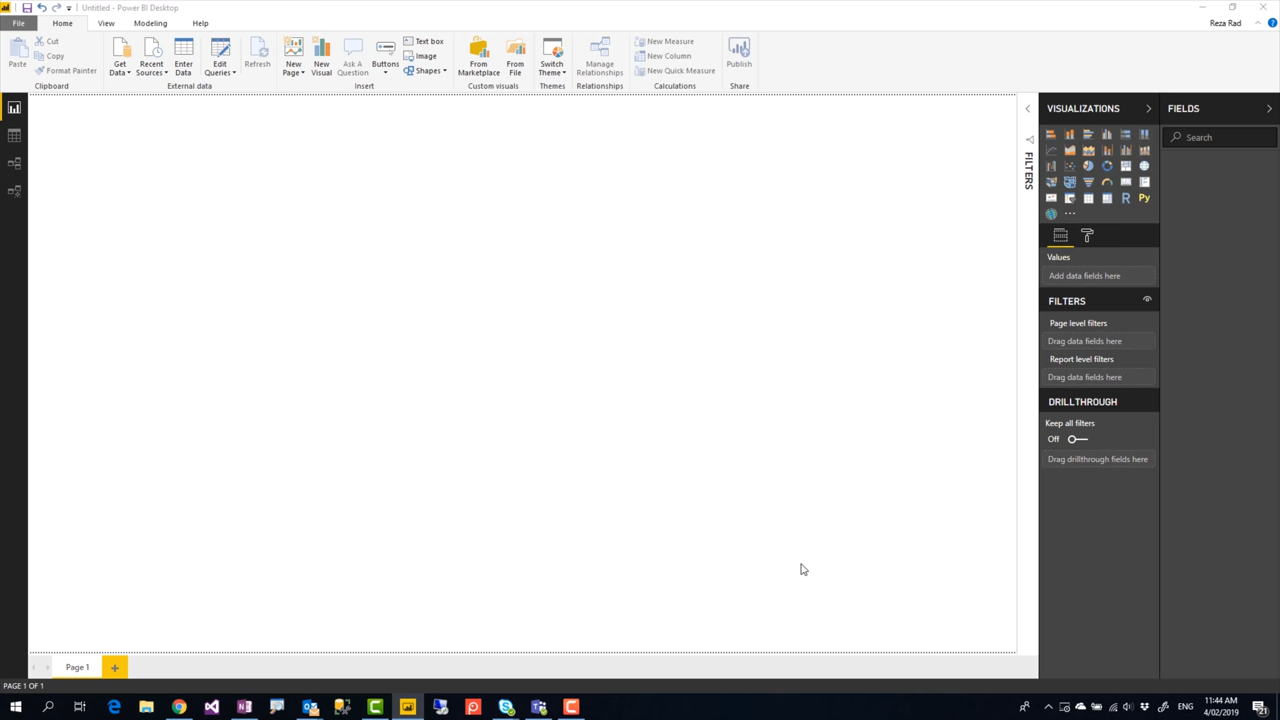 Untitled - Power BI Desktop
File Home View Modeling Help Reza Rad
Paste
Cut
Copy
Format Painter
Clipboard
Get Data
Recent Sources
Enter Data
Edit Queries
Refresh
External data
New Page
New Visual
Ask A Question
Buttons
Text box
Image
Shapes
Insert
From Marketplace
From File
Custom visuals
Switch Theme
Themes
Manage Relationships
Relationships
New Measure
New Column
New Quick Measure
Calculations
Publish
Share
FILTERS
VISUALIZATIONS
R Py
Values
Add data fields here
FILTERS
Page level filters
Drag data fields here
Report level filters
Drag data fields here
DRILLTHROUGH
Keep all filters
Off
Drag drillthrough fields here
FIELDS
Search
Page 1
PAGE 1 OF 1
ENG
11:44 AM
4/02/2019
21